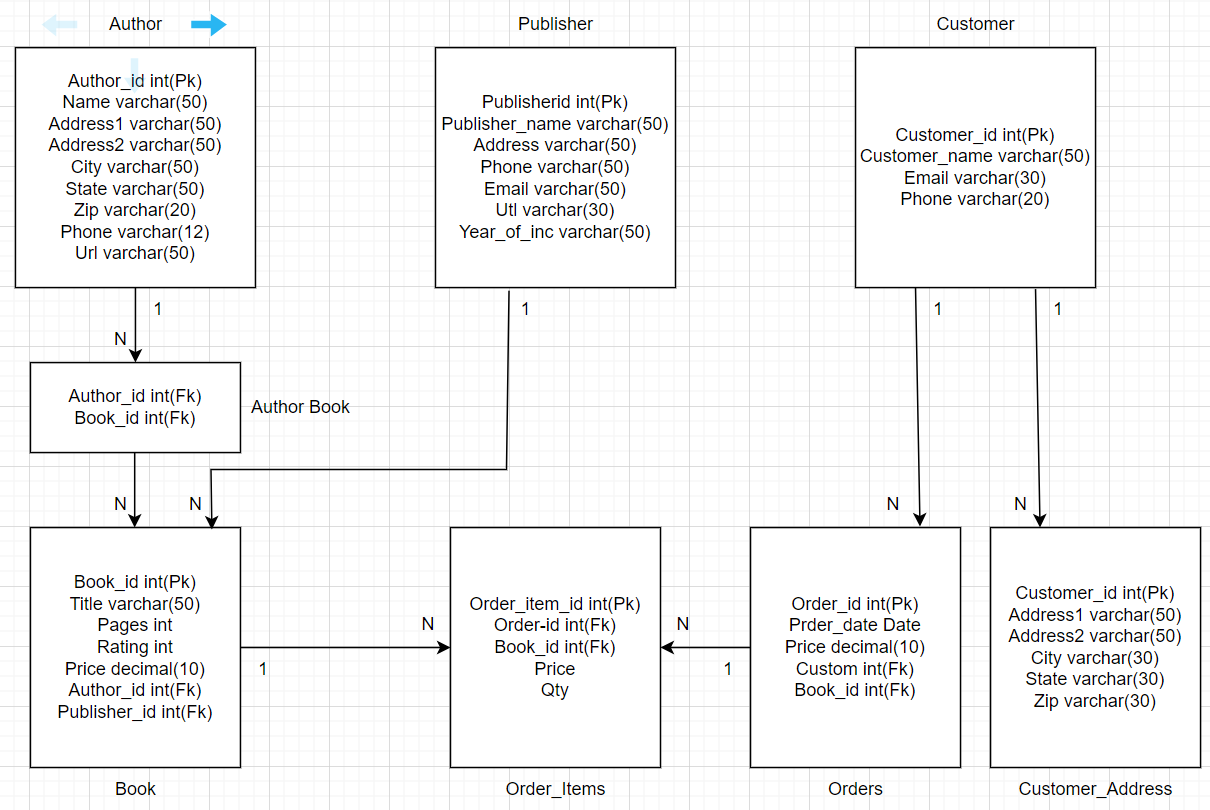 Author
Author_id int(Pk)
Name varchar(50)
Address1 varchar(50)
Address2 varchar(50)
City varchar(50)
State varchar(50)
Zip varchar(20)
Phone varchar(12)
Url varchar(50)
1
N
Author_id int(Fk)
Book_id int(Fk)
Author Book
N
Publisher
Publisherid int(Pk)
Publisher_name varchar(50)
Address varchar(50)
Phone varchar(50)
Email varchar(50)
Utl varchar(30)
Year_of_inc varchar(50)
1
N
Customer
Customer_id int(Pk)
Customer_name varchar(50)
Email varchar(30)
Phone varchar(20)
1
1
N
N
Book_id int(Pk)
Title varchar(50)
Pages int
Rating int
Price decimal(10)
Author_id int(Fk)
Publisher_id int(Fk)
Book
1
N
Order_item_id int(Pk)
Order-id int(Fk)
Book_id int(Fk)
Price
Qty
Order_Items
N
1
Order_id int(Pk)
Prder_date Date
Price decimal(10)
Custom int(Fk)
Book_id int(Fk)
Orders
Customer_id int(Pk)
Address1 varchar(50)
Address2 varchar(50)
City varchar(30)
State varchar(30)
Zip varchar(30)
Customer_Address